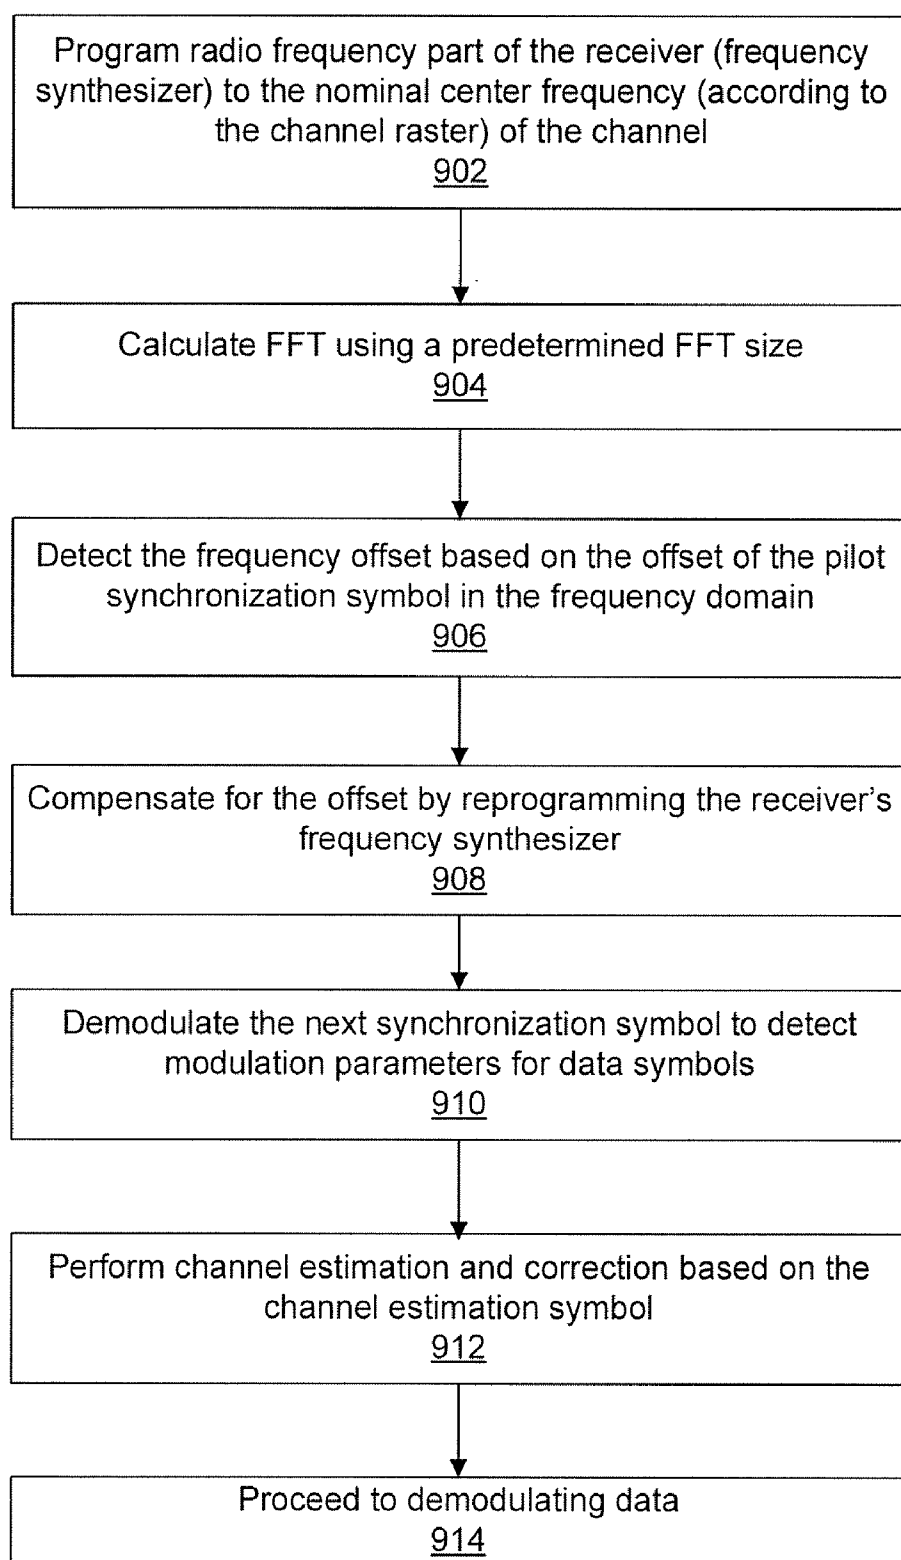 Program radio frequency part of the receiver (frequency
synthesizer) to the nominal center frequency (according to
the channel raster) of the channel
902
Calculate FFT using a predetermined FFT size
904
Detect the frequency offset based on the offset of the pilot
synchronization symbol in the frequency domain
906
Compensate for the offset by reprogramming the receiver's
frequency synthesizer
908
Demodulate the next synchronization symbol to detect
modulation parameters for data symbols
910
Perform channel estimation and correction based on the
channel estimation symbol
912
Proceed to demodulating data
914